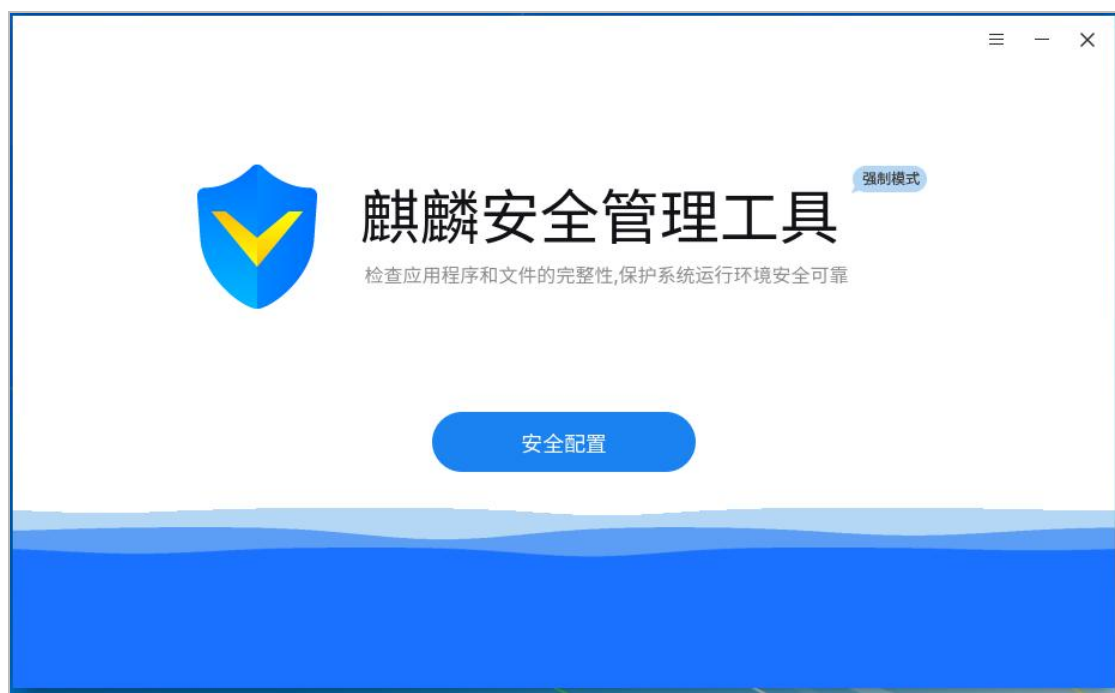 强制模式
麒麟安全管理工具
检查应用程序和文件的完整性,保护系统运行环境安全可靠
安全配置